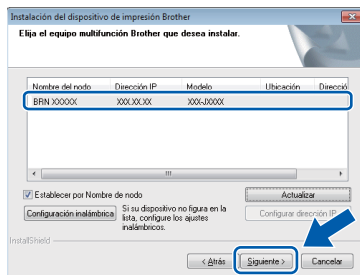 Instalación del dispositivo de impresión Brother
Elija el equipo multifunción Brother que desea instalar.
Nombre del nodo Dirección IP Modelo Ubicación Direcció
BRN XXXXX XXX.XX.XX XXX-JXXXX
Establecer por Nombre de nodo
Actualizar
Configuración inalámbrica
Si su dispositivo no figura en la
lista, configure los ajustes
inalámbricos.
Configurar dirección IP
InstallShield
< Atrás
Siguiente >
Cancelar